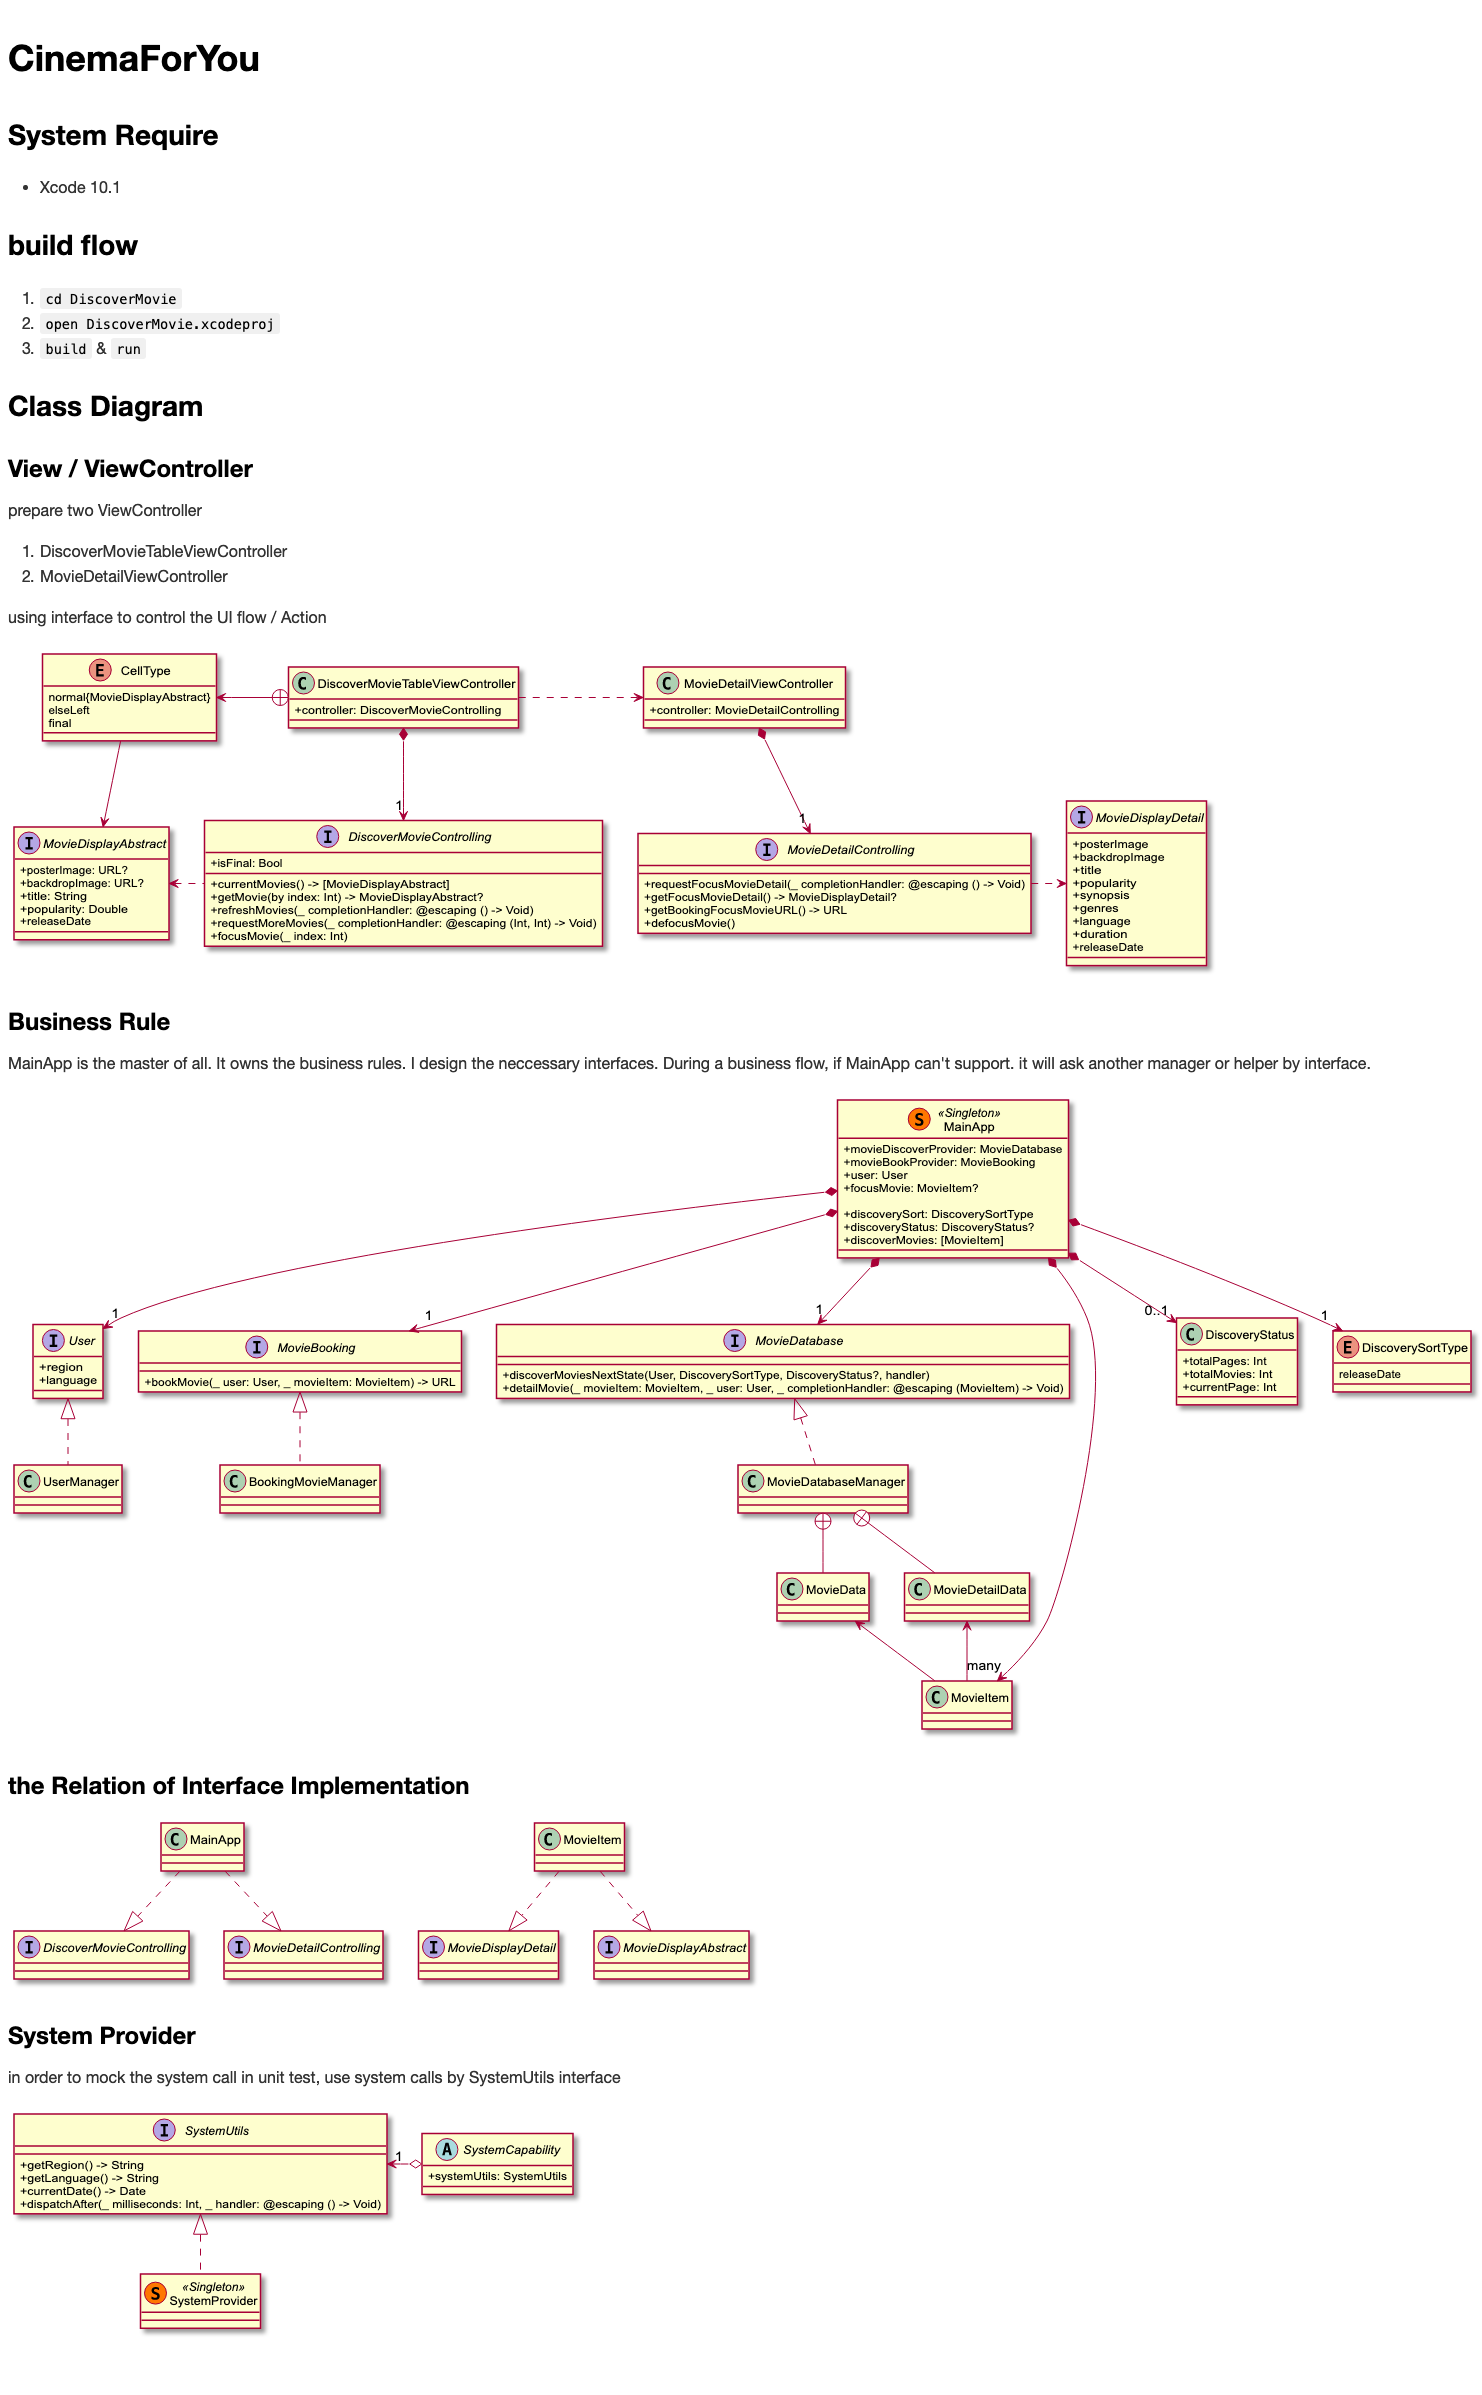 CinemaForYou
System Require
• Xcode 10.1
build flow
1. cd DiscoverMovie
2. open DiscoverMovie.xcodeproj
3. build & run
Class Diagram
View / ViewController
prepare two ViewController
1. DiscoverMovieTableViewController
2. MovieDetailViewController
using interface to control the UI flow / Action
E CellType
normal{MovieDisplayAbstract}
elseLeft
final
C DiscoverMovieTableViewController
+controller: DiscoverMovieControlling
C MovieDetailViewController
+controller: MovieDetailControlling
1
1
I MovieDisplayAbstract
+posterImage: URL?
+backdropImage: URL?
+title: String
+popularity: Double
+releaseDate
I DiscoverMovieControlling
+isFinal: Bool
+currentMovies() -> [MovieDisplayAbstract]
+getMovie(by index: Int) -> MovieDisplayAbstract?
+refreshMovies(_ completionHandler: @escaping () -> Void)
+requestMoreMovies(_ completionHandler: @escaping (Int, Int) -> Void)
+focusMovie(_ index: Int)
I MovieDetailControlling
+requestFocusMovieDetail(_ completionHandler: @escaping () -> Void)
+getFocusMovieDetail() -> MovieDisplayDetail?
+getBookingFocusMovieURL() -> URL
+defocusMovie()
I MovieDisplayDetail
+posterImage
+backdropImage
+title
+popularity
+synopsis
+genres
+language
+duration
+releaseDate
Business Rule
MainApp is the master of all. It owns the business rules. I design the neccessary interfaces. During a business flow, if MainApp can't support. it will ask another manager or helper by interface.
S «Singleton»
MainApp
+movieDiscoverProvider: MovieDatabase
+movieBookProvider: MovieBooking
+user: User
+focusMovie: MovieItem?
+discoverySort: DiscoverySortType
+discoveryStatus: DiscoveryStatus?
+discoverMovies: [MovieItem]
1
1
1
0..1
1
I User
+region
+language
I MovieBooking
+bookMovie(_ user: User, _ movieItem: MovieItem) -> URL
I MovieDatabase
+discoverMoviesNextState(User, DiscoverySortType, DiscoveryStatus?, handler)
+detailMovie(_ movieItem: MovieItem, _ user: User, _ completionHandler: @escaping (MovieItem) -> Void)
C DiscoveryStatus
+totalPages: Int
+totalMovies: Int
+currentPage: Int
E DiscoverySortType
releaseDate
C UserManager
C BookingMovieManager
C MovieDatabaseManager
C MovieData
C MovieDetailData
many
C MovieItem
the Relation of Interface Implementation
C MainApp
C MovieItem
I DiscoverMovieControlling
I MovieDetailControlling
I MovieDisplayDetail
I MovieDisplayAbstract
System Provider
in order to mock the system call in unit test, use system calls by SystemUtils interface
I SystemUtils
+getRegion() -> String
+getLanguage() -> String
+currentDate() -> Date
+dispatchAfter(_ milliseconds: Int, _ handler: @escaping () -> Void)
1
A SystemCapability
+systemUtils: SystemUtils
S «Singleton»
SystemProvider